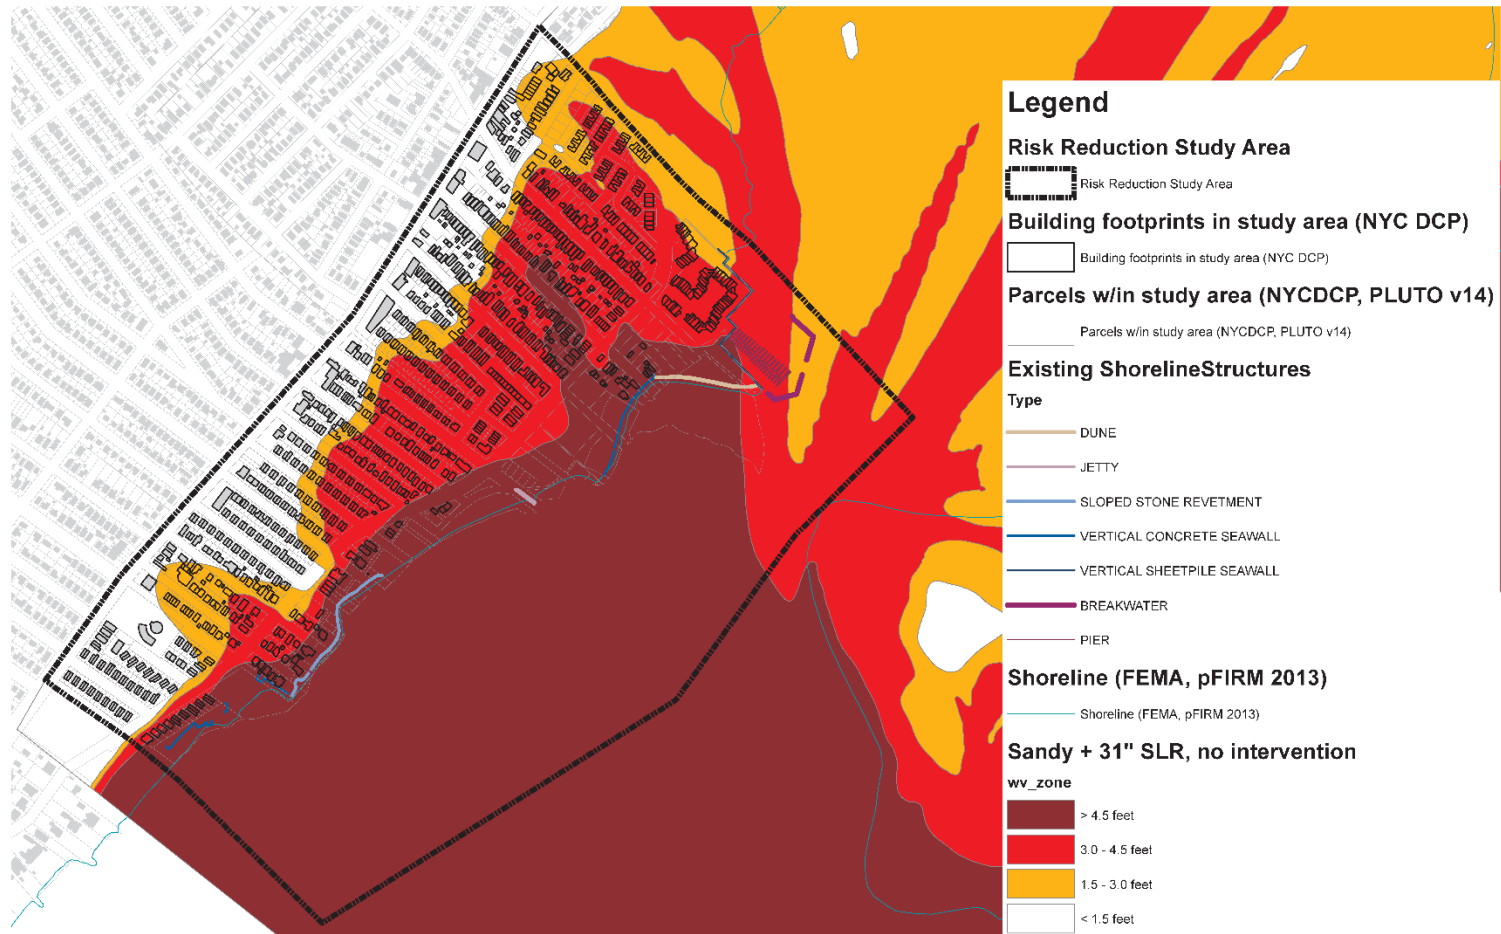 Legend
Risk Reduction Study Area
Risk Reduction Study Area
Building footprints in study area (NYC DCP)
Building footprints in study area (NYC DCP)
Parcels w/in study area (NYCDCP, PLUTO v14)
Parcels w/in study area (NYCDCP, PLUTO v14)
Existing ShorelineStructures
Type
DUNE
JETTY
SLOPED STONE REVETMENT
VERTICAL CONCRETE SEAWALL
VERTICAL SHEETPILE SEAWALL
BREAKWATER
PIER
Shoreline (FEMA, pFIRM 2013)
Shoreline (FEMA, pFIRM 2013)
Sandy + 31" SLR, no intervention
wv_zone
> 4.5 feet
3.0 - 4.5 feet
1.5 - 3.0 feet
< 1.5 feet